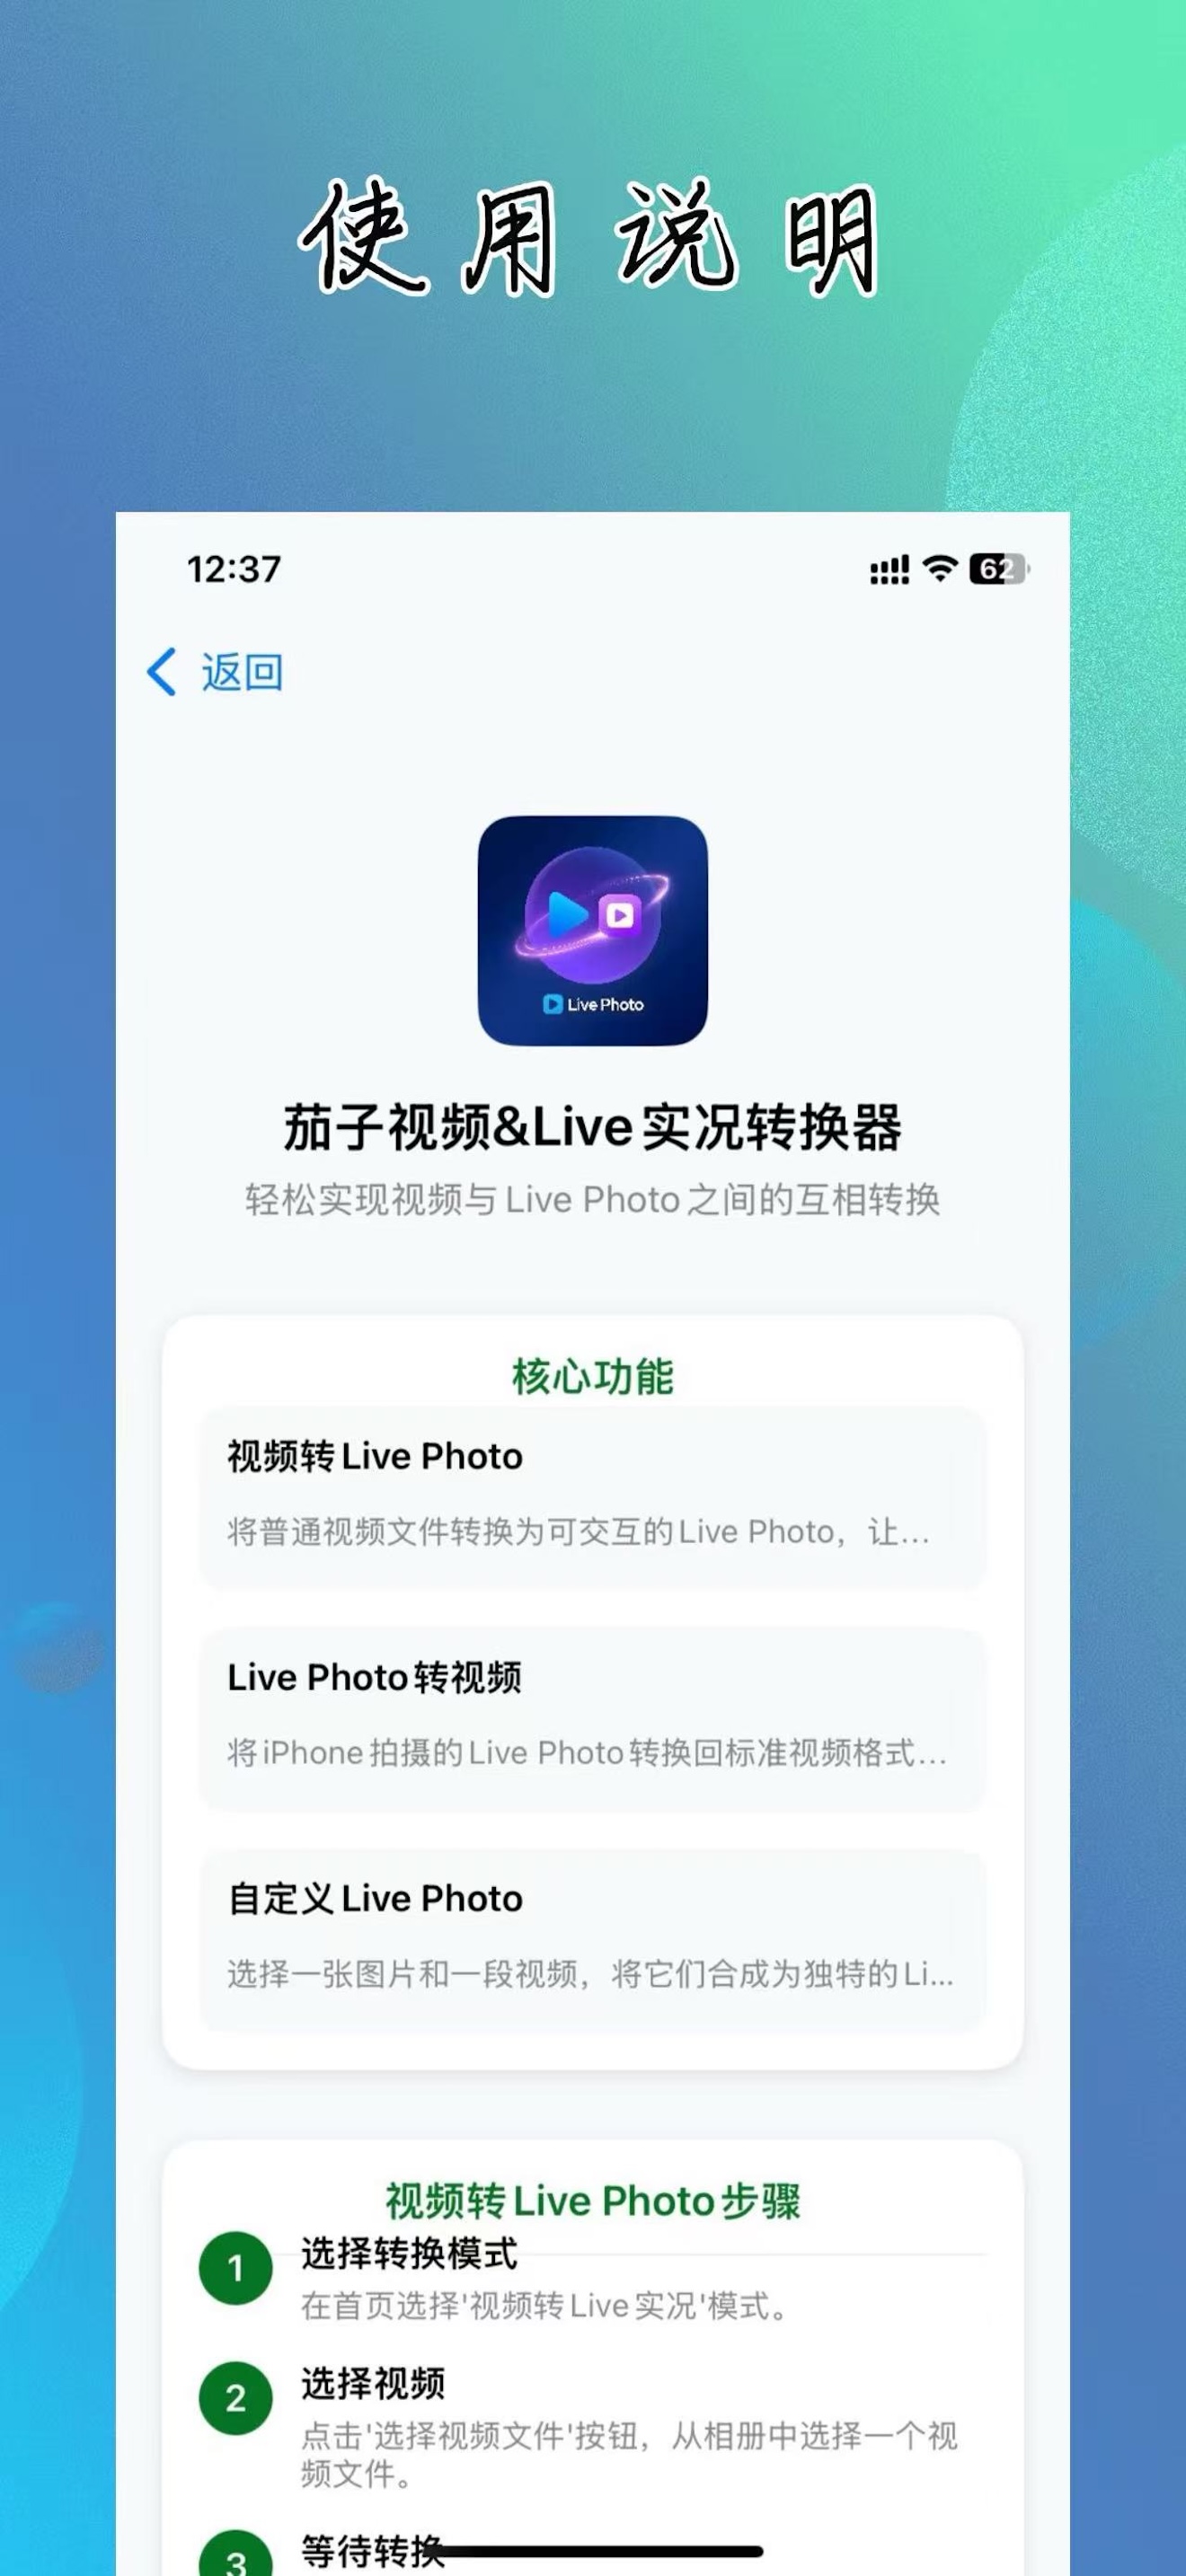 使用说明
12:37
62
返回
Live Photo
茄子视频&Live实况转换器
轻松实现视频与Live Photo之间的互相转换
核心功能
视频转Live Photo
将普通视频文件转换为可交互的Live Photo，让...
Live Photo转视频
将iPhone拍摄的Live Photo转换回标准视频格式...
自定义Live Photo
选择一张图片和一段视频，将它们合成为独特的Li...
视频转Live Photo步骤
1 选择转换模式
在首页选择'视频转Live实况'模式。
2 选择视频
点击'选择视频文件'按钮，从相册中选择一个视
频文件。
3 等待转换